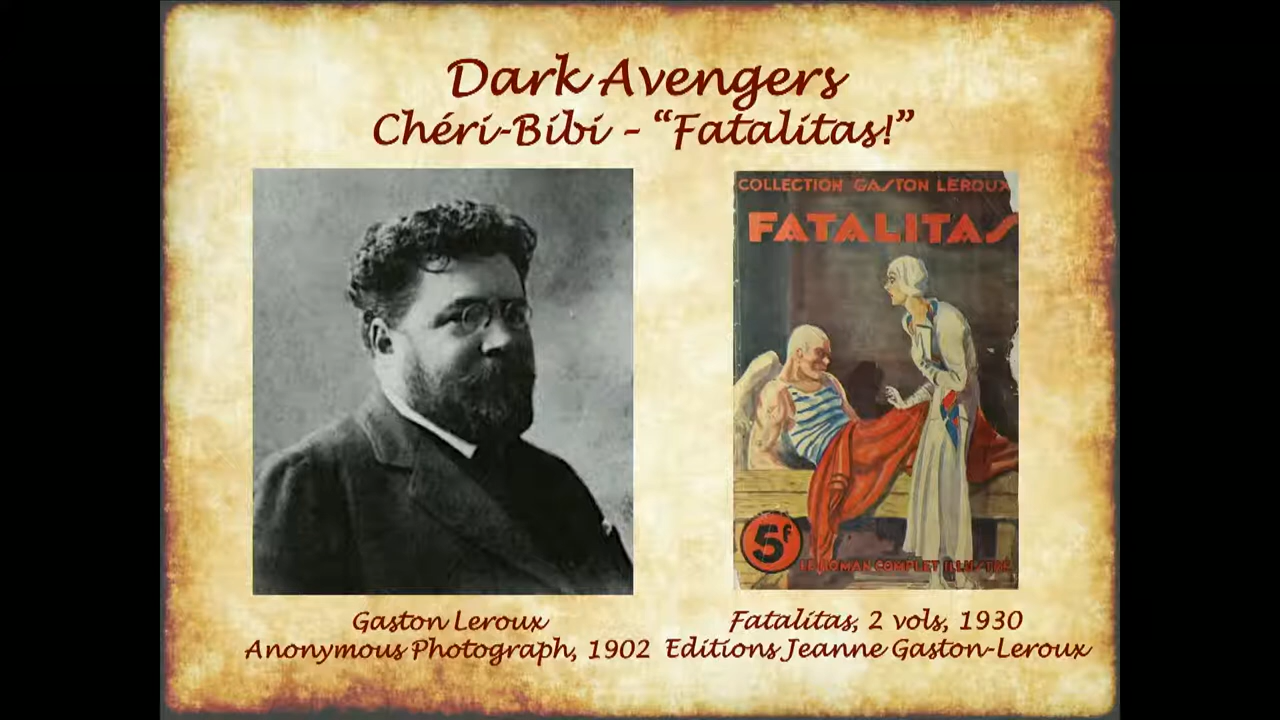 Dark Avengers
Chéri-Bibi – “Fatalitas!”
COLLECTION GASTON LEROUX
FATALITAS
5f
LE ROMAN COMPLET ILLUSTRÉ
Gaston Leroux
Anonymous Photograph, 1902
Fatalitas, 2 vols, 1930
Editions Jeanne Gaston-Leroux